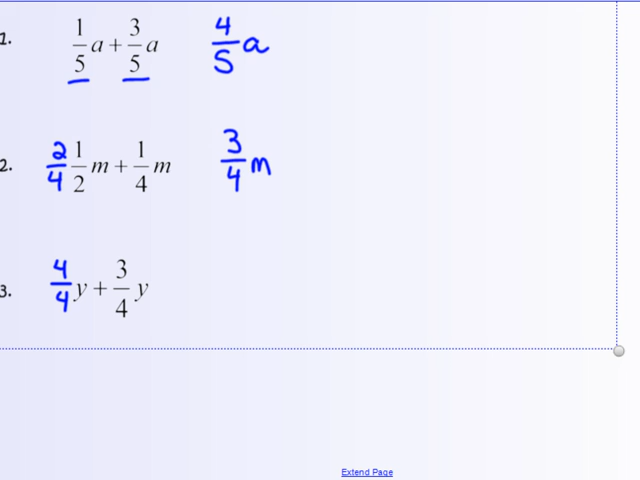 1. 1/5 a + 3/5 a 4/5 a
2. 2/4 1/2 m + 1/4 m 3/4 m
3. 4/4 y + 3/4 y
Extend Page